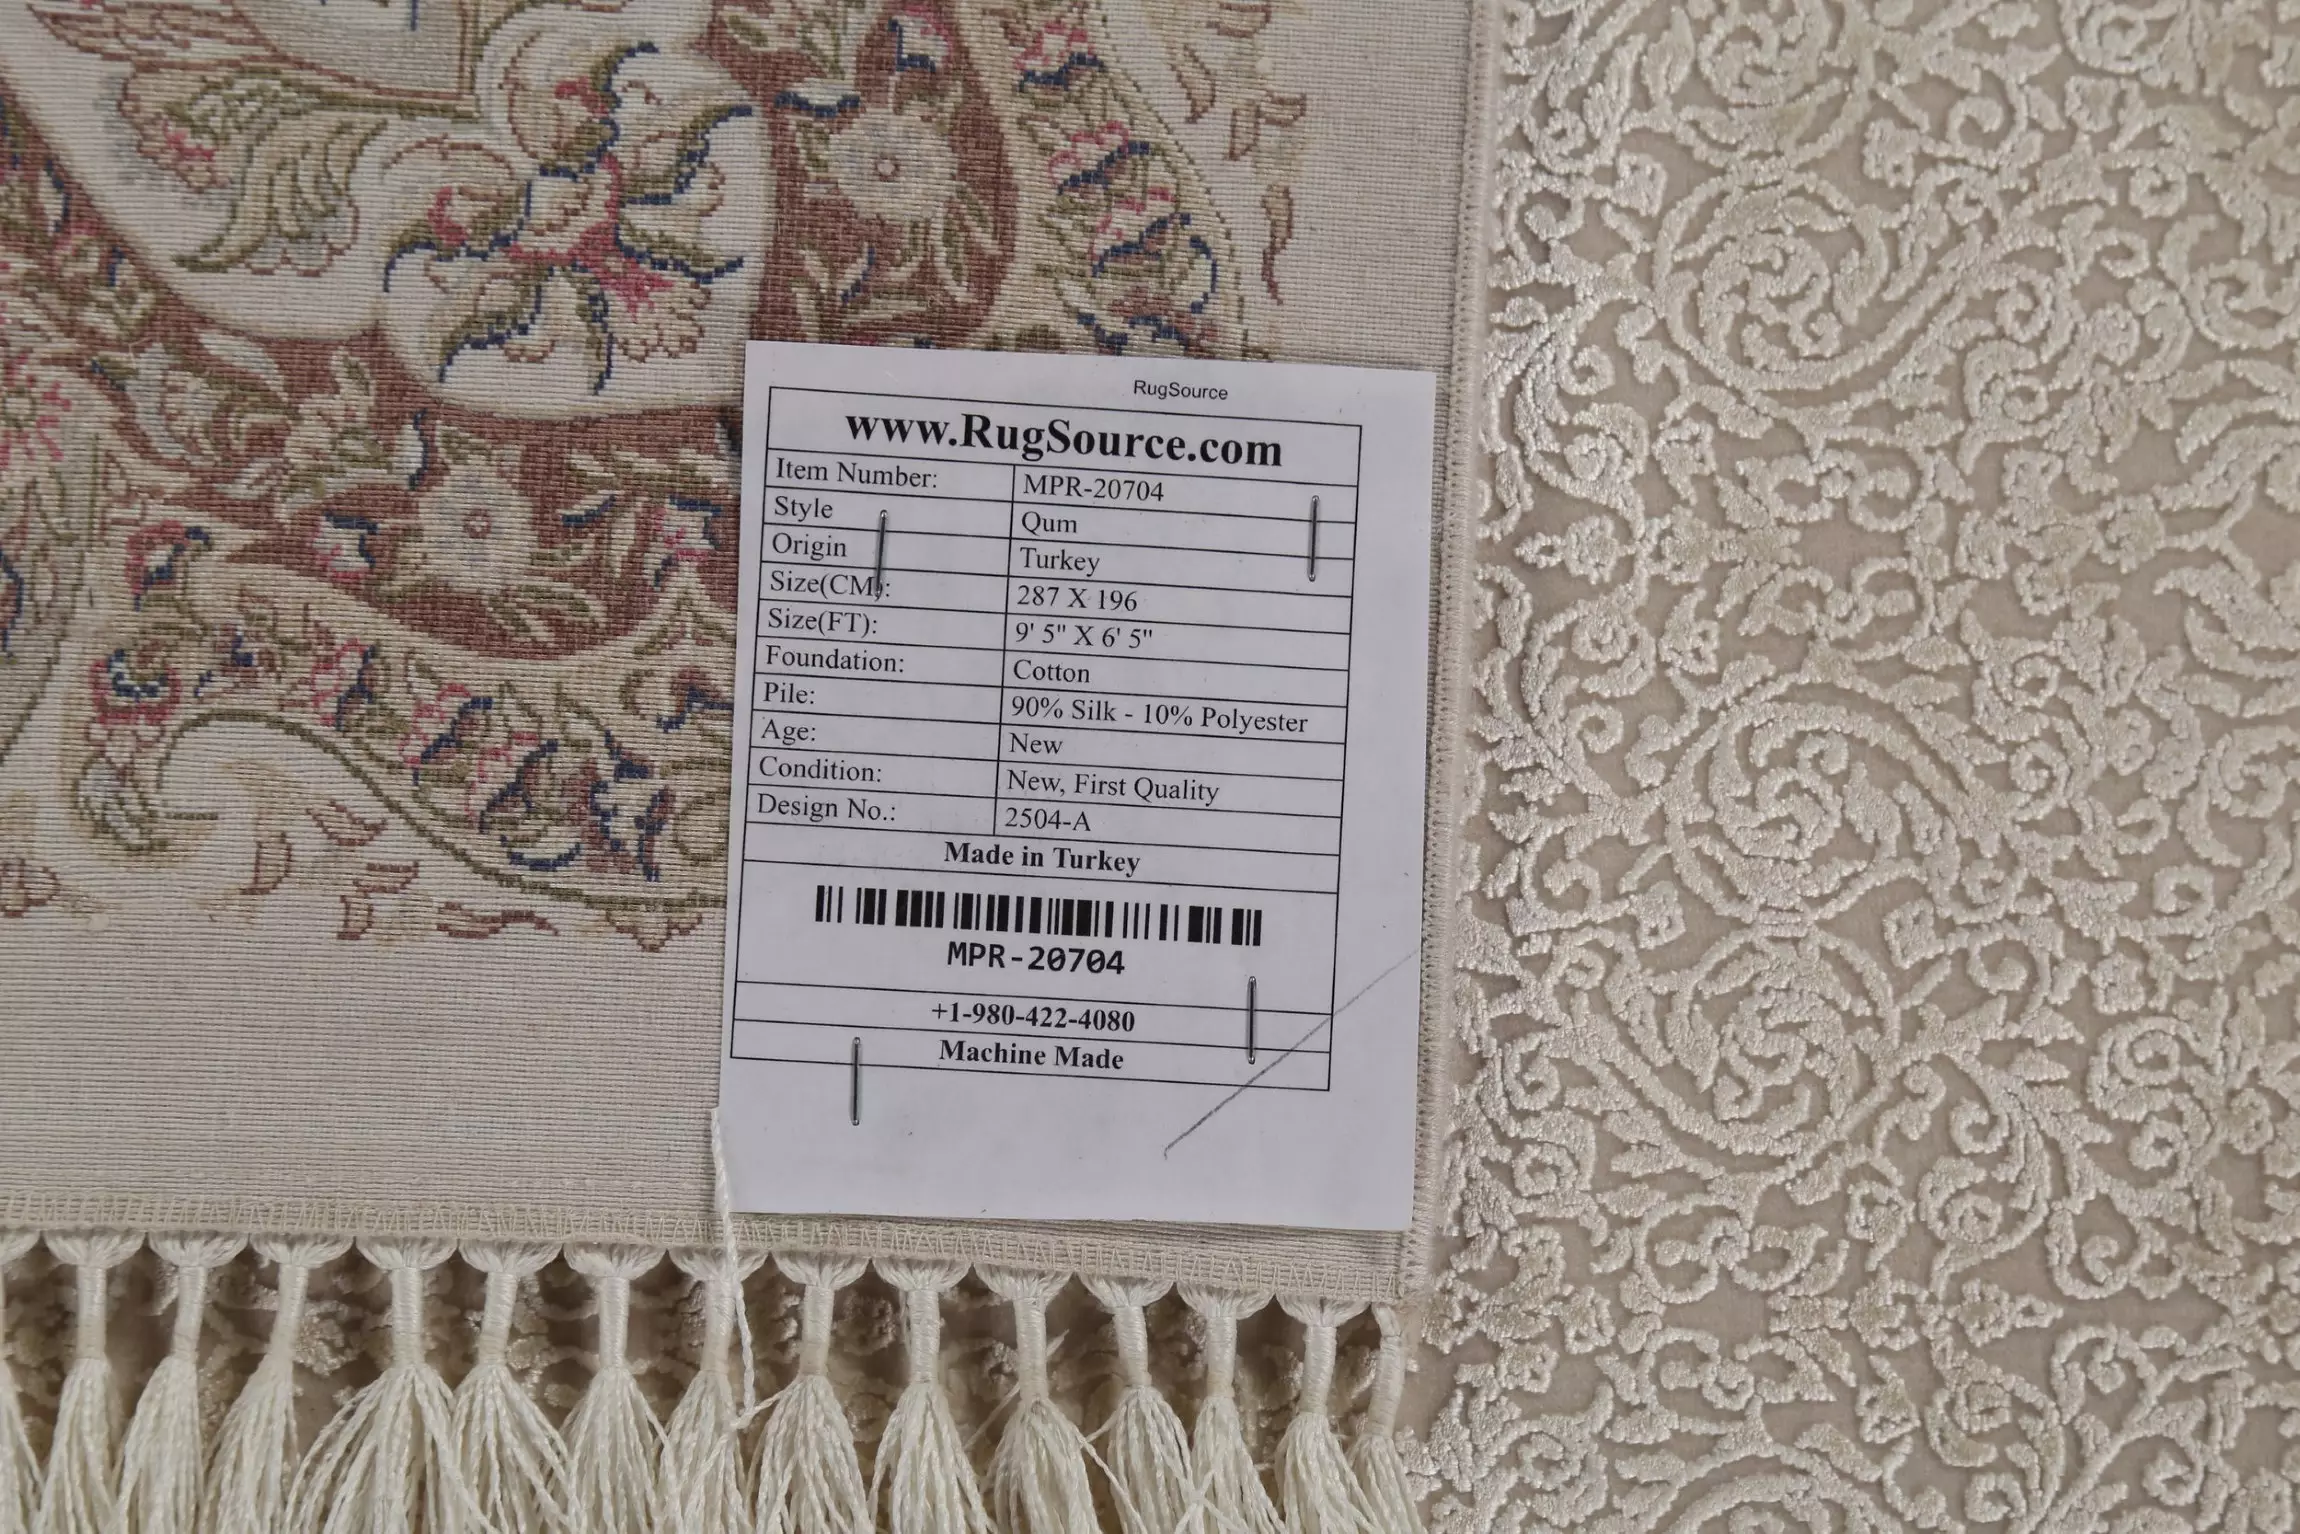 RugSource
www.RugSource.com
Item Number: MPR-20704
Style Qum
Origin Turkey
Size(CM): 287 X 196
Size(FT): 9' 5" X 6' 5"
Foundation: Cotton
Pile: 90% Silk - 10% Polyester
Age: New
Condition: New, First Quality
Design No.: 2504-A
Made in Turkey
MPR-20704
+1-980-422-4080
Machine Made